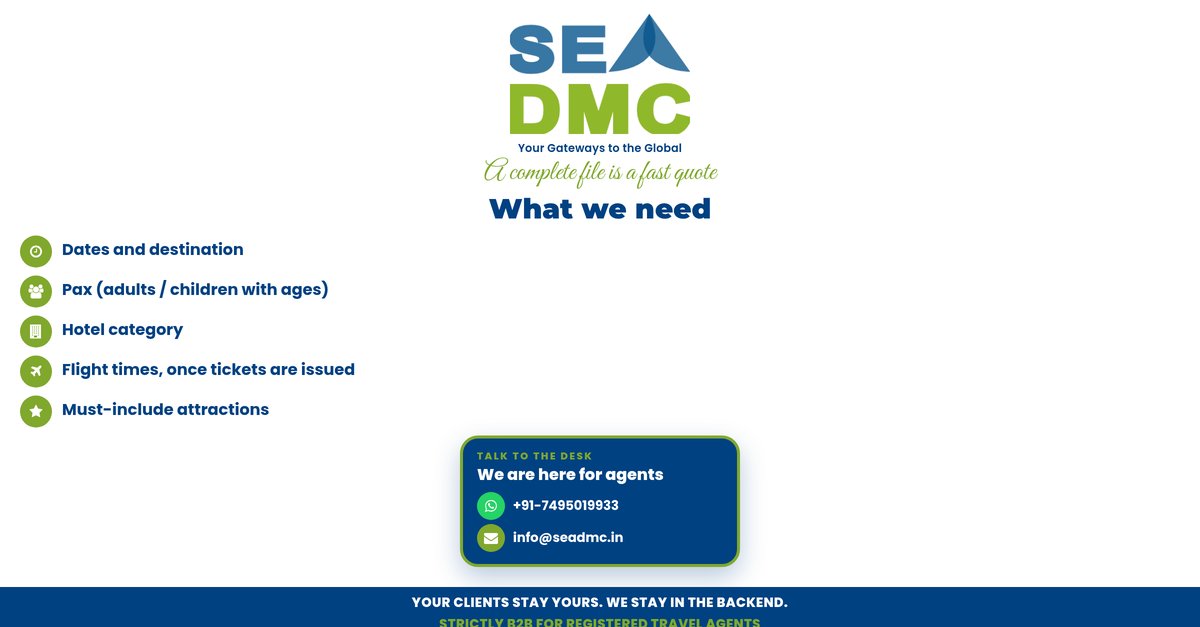 SEA
DMC
Your Gateways to the Global
A complete file is a fast quote
What we need
Dates and destination
Pax (adults / children with ages)
Hotel category
Flight times, once tickets are issued
Must-include attractions
TALK TO THE DESK
We are here for agents
+91-7495019933
info@seadmc.in
YOUR CLIENTS STAY YOURS. WE STAY IN THE BACKEND.
STRICTLY B2B FOR REGISTERED TRAVEL AGENTS